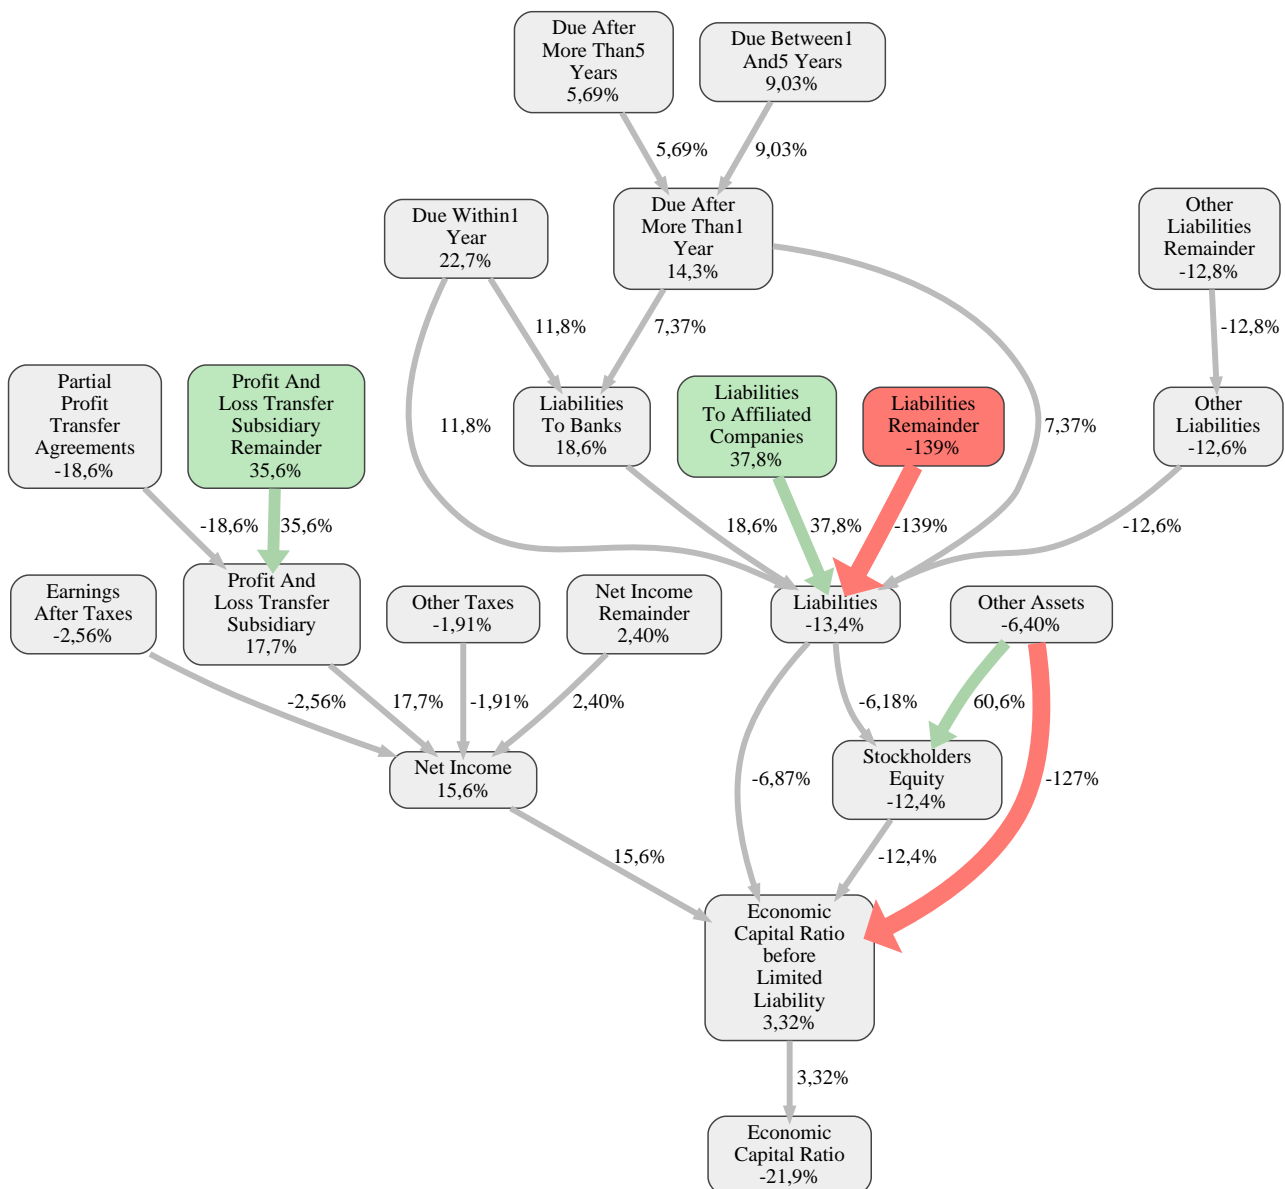 Due After
More Than5
Years
5,69%
Due Between1
And5 Years
9,03%
5,69%
9,03%
Due Within1
Year
22,7%
Due After
More Than1
Year
14,3%
Other
Liabilities
Remainder
-12,8%
11,8%
7,37%
-12,8%
Partial
Profit
Transfer
Agreements
-18,6%
Profit And
Loss Transfer
Subsidiary
Remainder
35,6%
11,8%
Liabilities
To Banks
18,6%
Liabilities
To Affiliated
Companies
37,8%
Liabilities
Remainder
-139%
7,37%
Other
Liabilities
-12,6%
-18,6%
35,6%
18,6%
37,8%
-139%
-12,6%
Earnings
After Taxes
-2,56%
Profit And
Loss Transfer
Subsidiary
17,7%
Other Taxes
-1,91%
Net Income
Remainder
2,40%
Liabilities
-13,4%
Other Assets
-6,40%
-2,56%
17,7%
-1,91%
2,40%
-6,18%
60,6%
Net Income
15,6%
-6,87%
Stockholders
Equity
-12,4%
-127%
15,6%
-12,4%
Economic
Capital Ratio
before
Limited
Liability
3,32%
3,32%
Economic
Capital Ratio
-21,9%